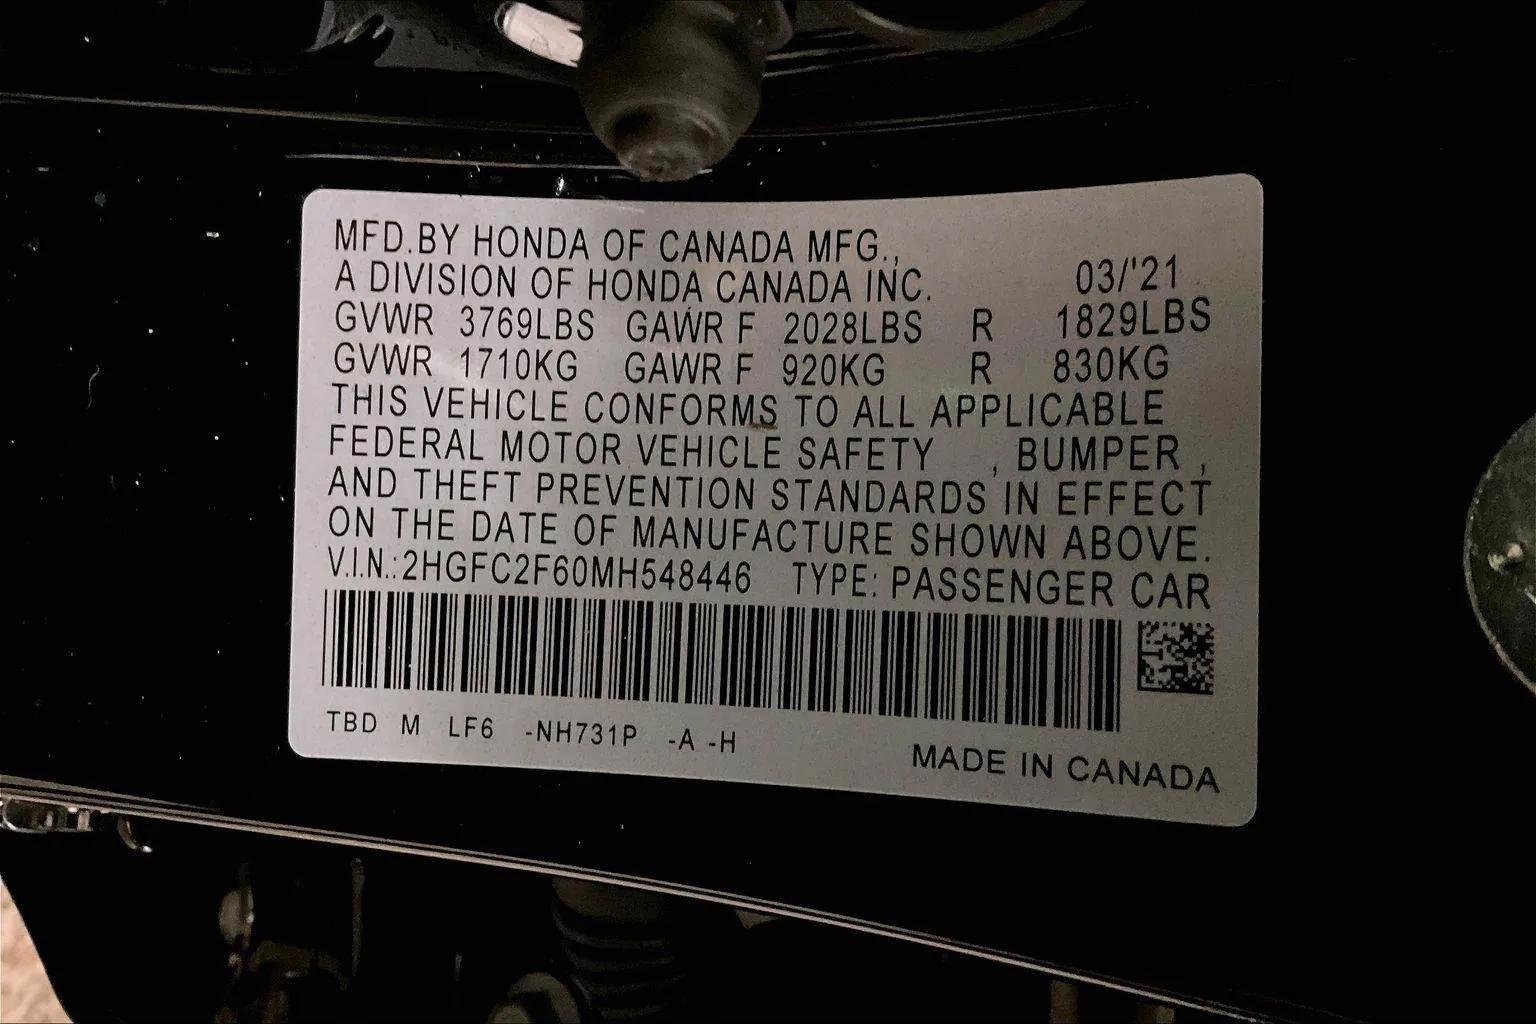 MFD.BY HONDA OF CANADA MFG.,
A DIVISION OF HONDA CANADA INC. 03/'21
GVWR 3769LBS GAWR F 2028LBS R 1829LBS
GVWR 1710KG GAWR F 920KG R 830KG
THIS VEHICLE CONFORMS TO ALL APPLICABLE
FEDERAL MOTOR VEHICLE SAFETY , BUMPER ,
AND THEFT PREVENTION STANDARDS IN EFFECT
ON THE DATE OF MANUFACTURE SHOWN ABOVE.
V.I.N.:2HGFC2F60MH548446 TYPE: PASSENGER CAR
TBD M LF6 -NH731P -A -H
MADE IN CANADA